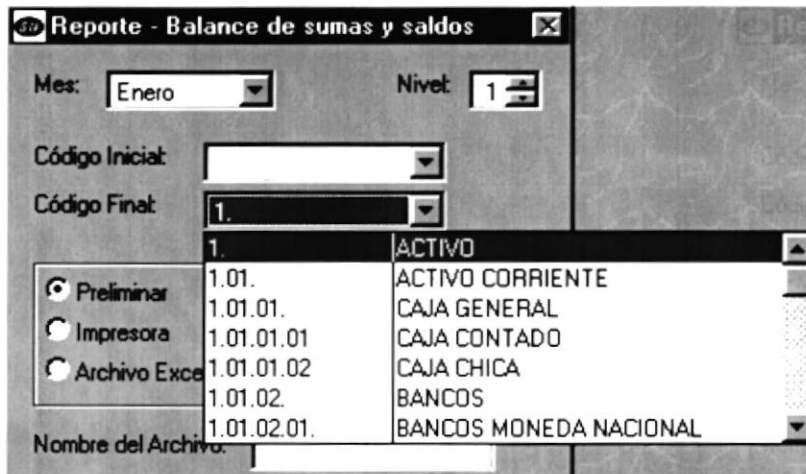 Reporte - Balance de sumas y saldos
Mes: Enero Nivel: 1
Código Inicial:
Código Final: 1.
1. ACTIVO
1.01. ACTIVO CORRIENTE
Preliminar
1.01.01. CAJA GENERAL
Impresora
1.01.01.01 CAJA CONTADO
Archivo Exce
1.01.01.02 CAJA CHICA
1.01.02. BANCOS
1.01.02.01. BANCOS MONEDA NACIONAL
Nombre del Archivo: